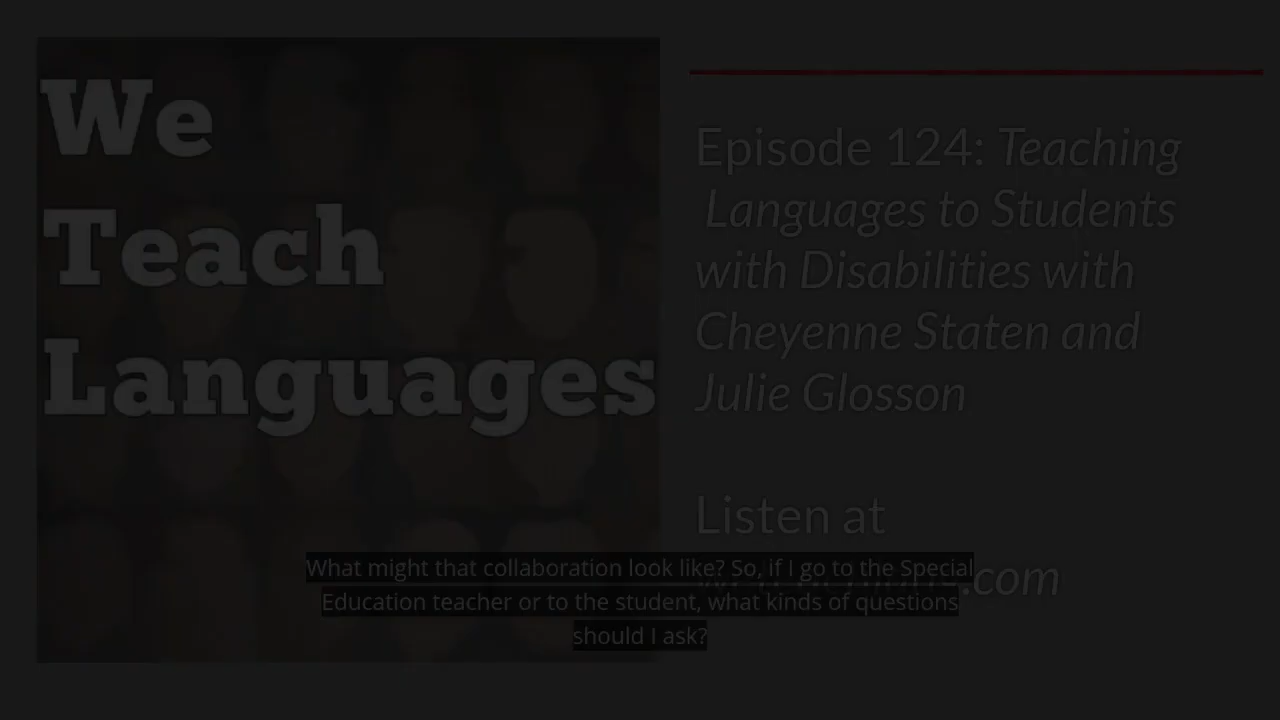 We
Teach
Languages
Episode 124: Teaching
Languages to Students
with Disabilities with
Cheyenne Staten and
Julie Glosson
Listen at
.com
What might that collaboration look like? So, if I go to the Special
Education teacher or to the student, what kinds of questions
should I ask?